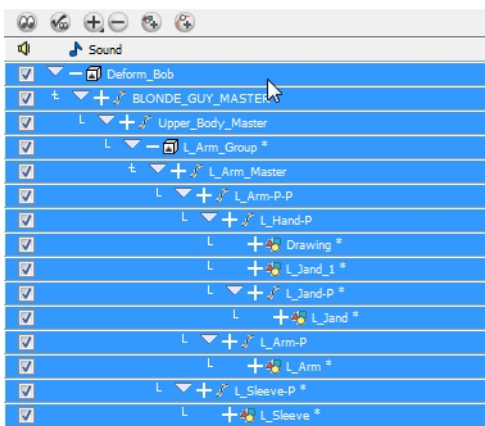 Sound
Deform_Bob
BLONDE_GUY_MASTER
Upper_Body_Master
L_Arm_Group *
L_Arm_Master
L_Arm-P-P
L_Hand-P
Drawing *
L_Jand_1 *
L_Jand-P *
L_Jand *
L_Arm-P
L_Arm *
L_Sleeve-P *
L_Sleeve *